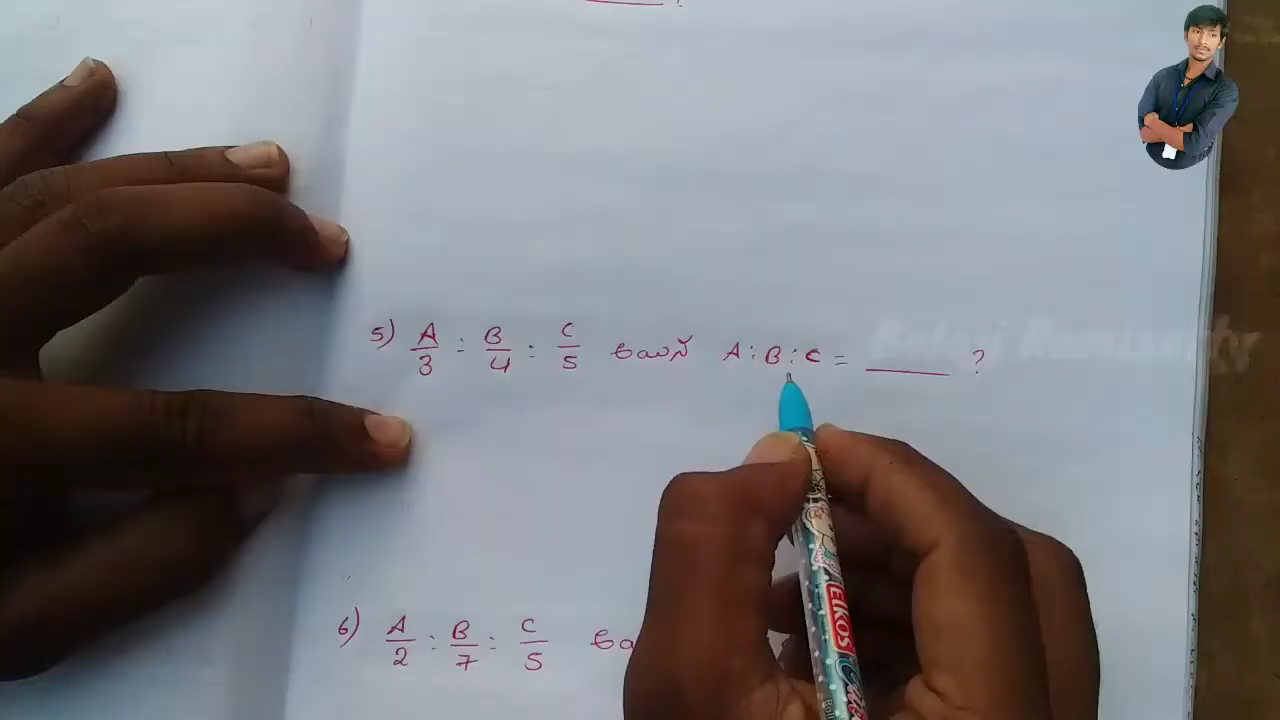 ?
5) A/3 : B/4 : C/5 అయిన A:B:C = ____ ?
6) A/2 : B/7 : C/5
ELKOS